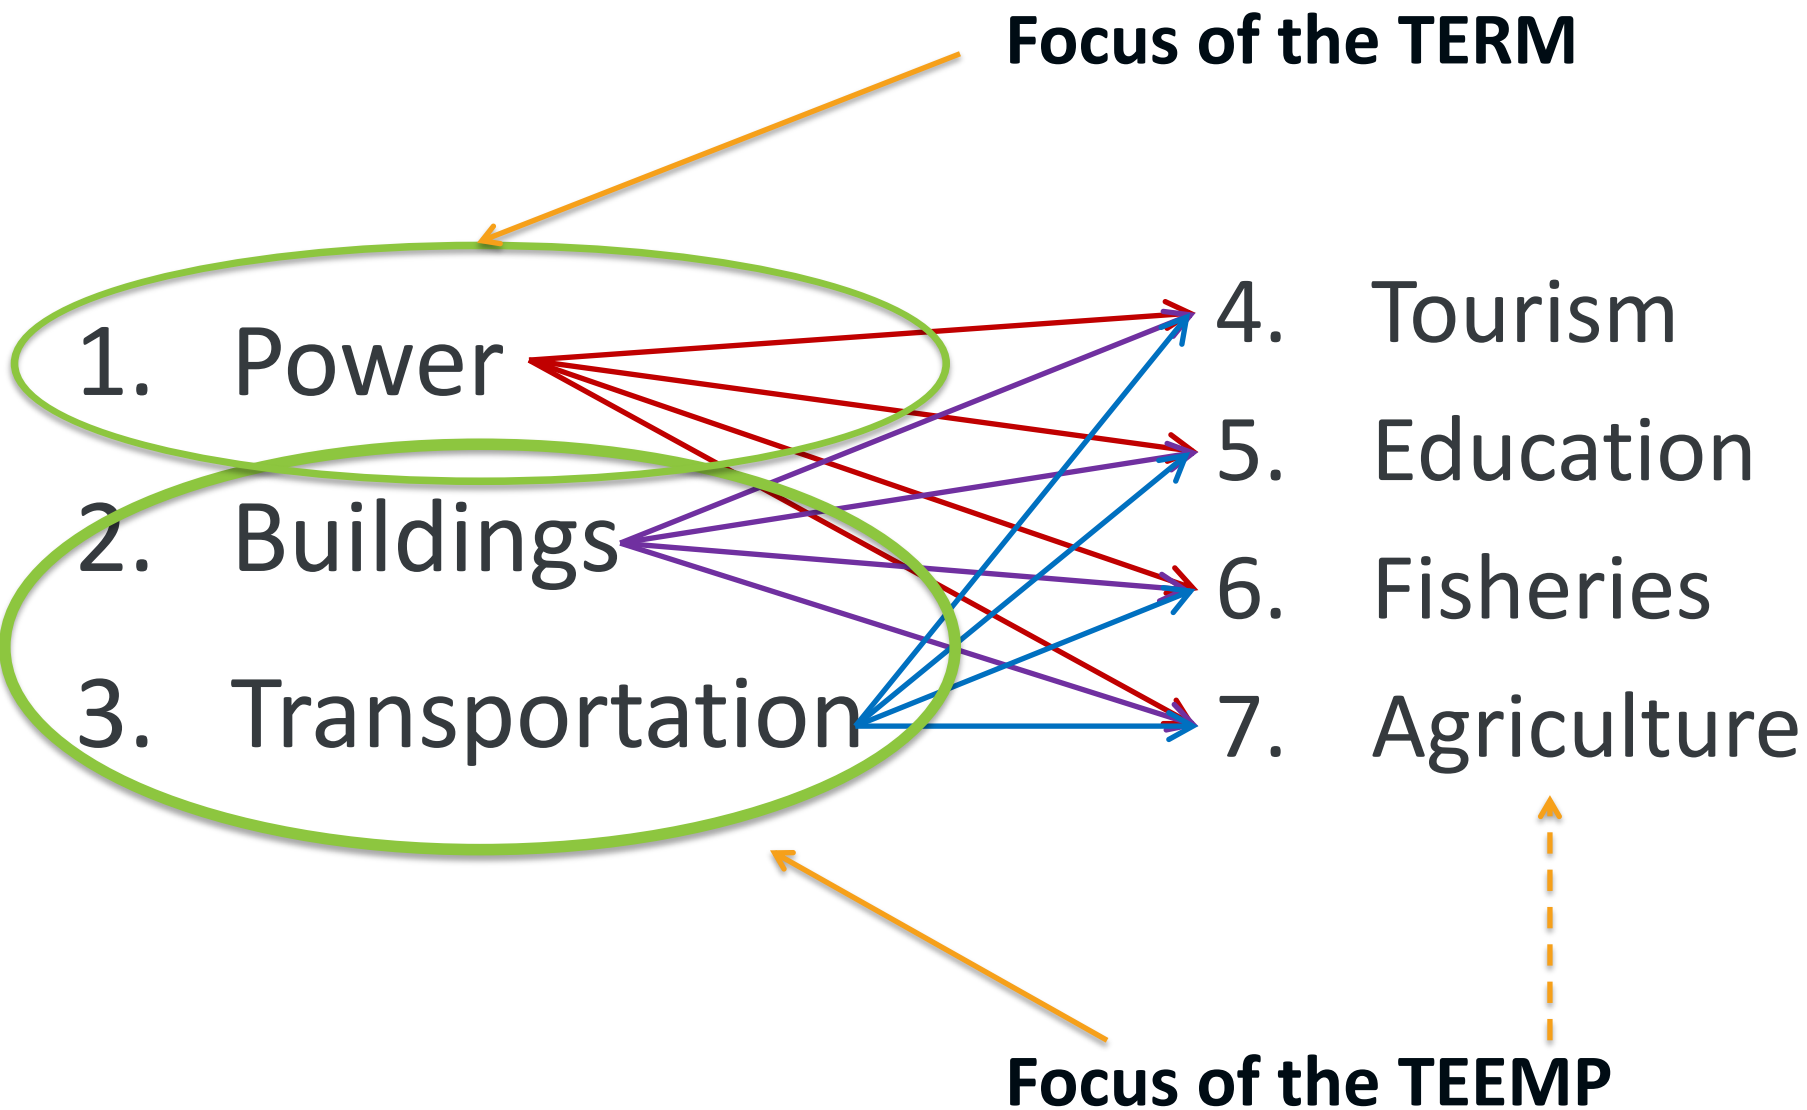 Focus of the TERM
1. Power
2. Buildings
3. Transportation
4. Tourism
5. Education
6. Fisheries
7. Agriculture
Focus of the TEEMP